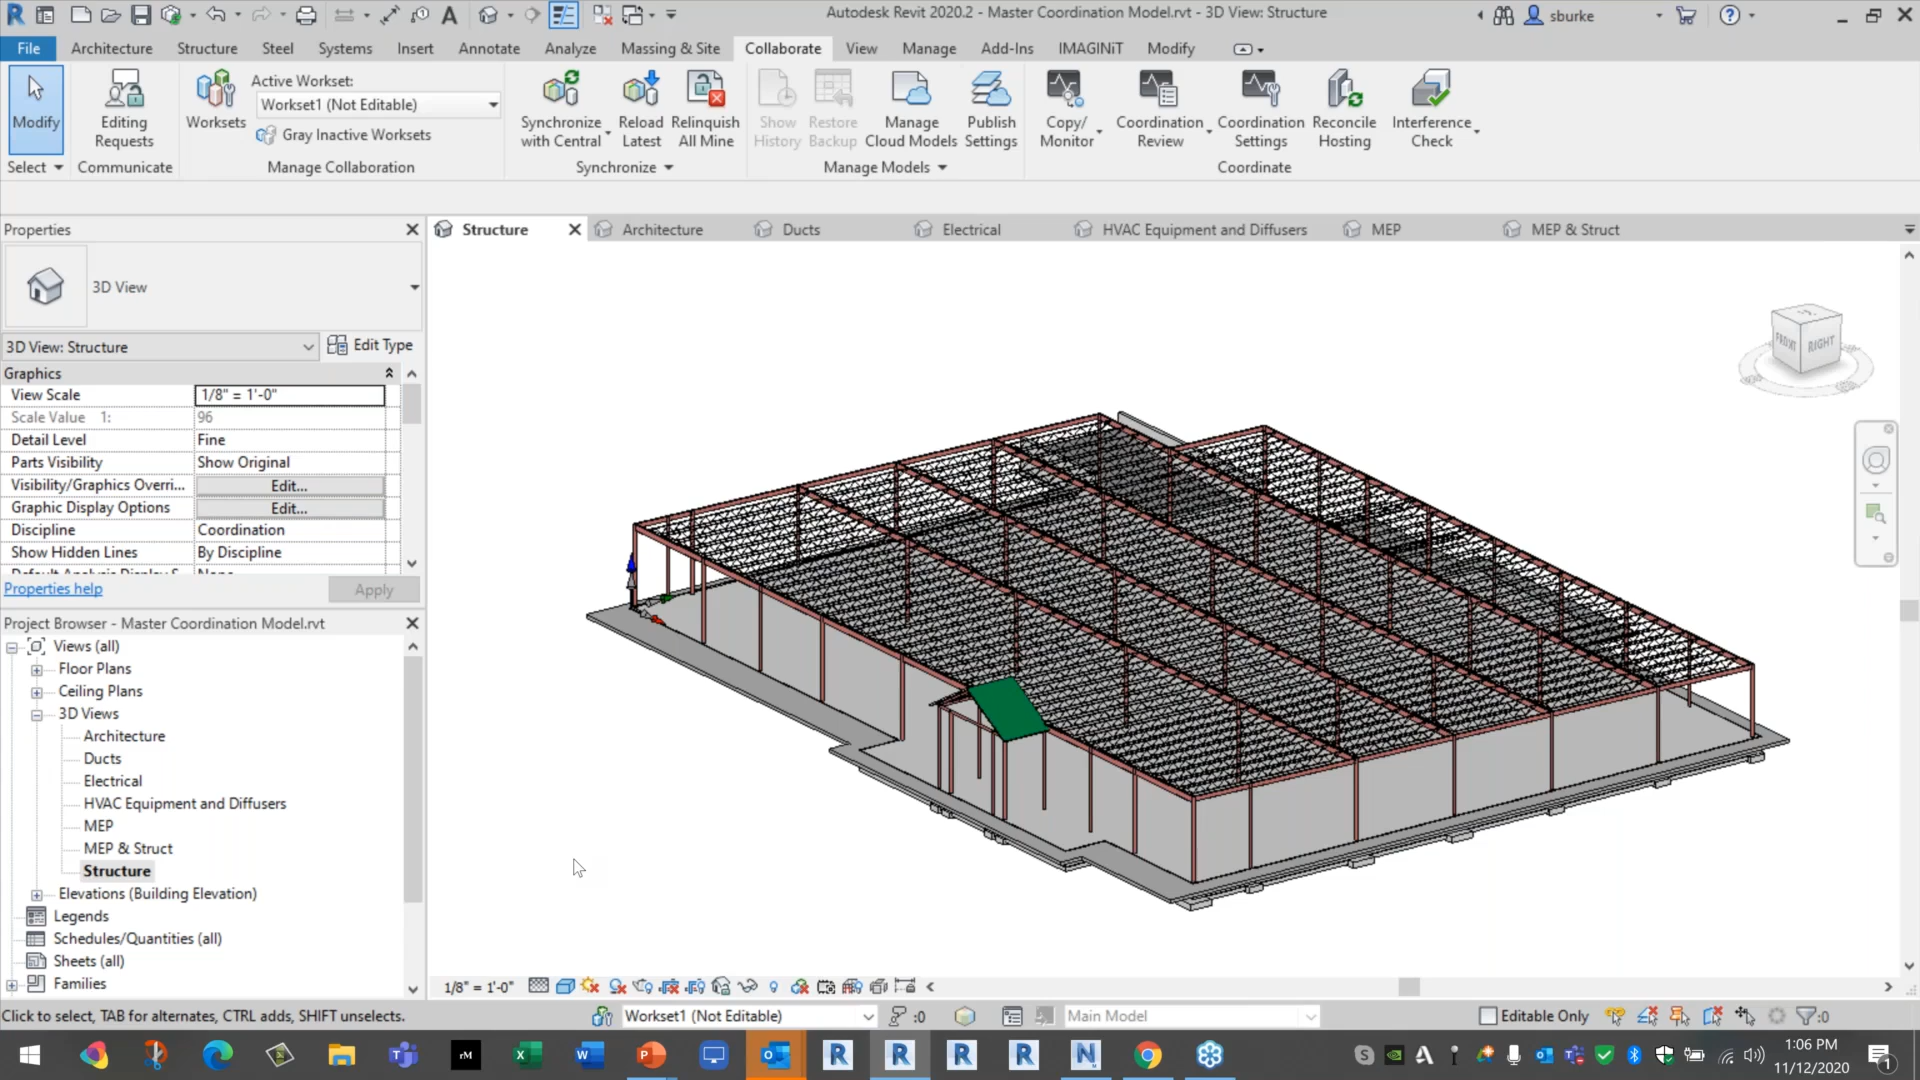 Autodesk Revit 2020.2 - Master Coordination Model.rvt - 3D View: Structure
sburke
File Architecture Structure Steel Systems Insert Annotate Analyze Massing & Site Collaborate View Manage Add-Ins IMAGINiT Modify
Modify
Select
Editing Requests
Communicate
Worksets
Active Workset:
Workset1 (Not Editable)
Gray Inactive Worksets
Manage Collaboration
Synchronize with Central
Reload Latest
Relinquish All Mine
Synchronize
Show History
Restore Backup
Manage Cloud Models
Publish Settings
Manage Models
Copy/ Monitor
Coordination Review
Coordination Settings
Reconcile Hosting
Interference Check
Coordinate
Properties
3D View
3D View: Structure
Edit Type
Graphics
View Scale 1/8" = 1'-0"
Scale Value 1: 96
Detail Level Fine
Parts Visibility Show Original
Visibility/Graphics Overri... Edit...
Graphic Display Options Edit...
Discipline Coordination
Show Hidden Lines By Discipline
Properties help
Apply
Project Browser - Master Coordination Model.rvt
Views (all)
Floor Plans
Ceiling Plans
3D Views
Architecture
Ducts
Electrical
HVAC Equipment and Diffusers
MEP
MEP & Struct
Structure
Elevations (Building Elevation)
Legends
Schedules/Quantities (all)
Sheets (all)
Families
Structure Architecture Ducts Electrical HVAC Equipment and Diffusers MEP MEP & Struct
FRONT RIGHT
1/8" = 1'-0"
Click to select, TAB for alternates, CTRL adds, SHIFT unselects.
Workset1 (Not Editable)
:0
Main Model
Editable Only
:0
1:06 PM
11/12/2020
1